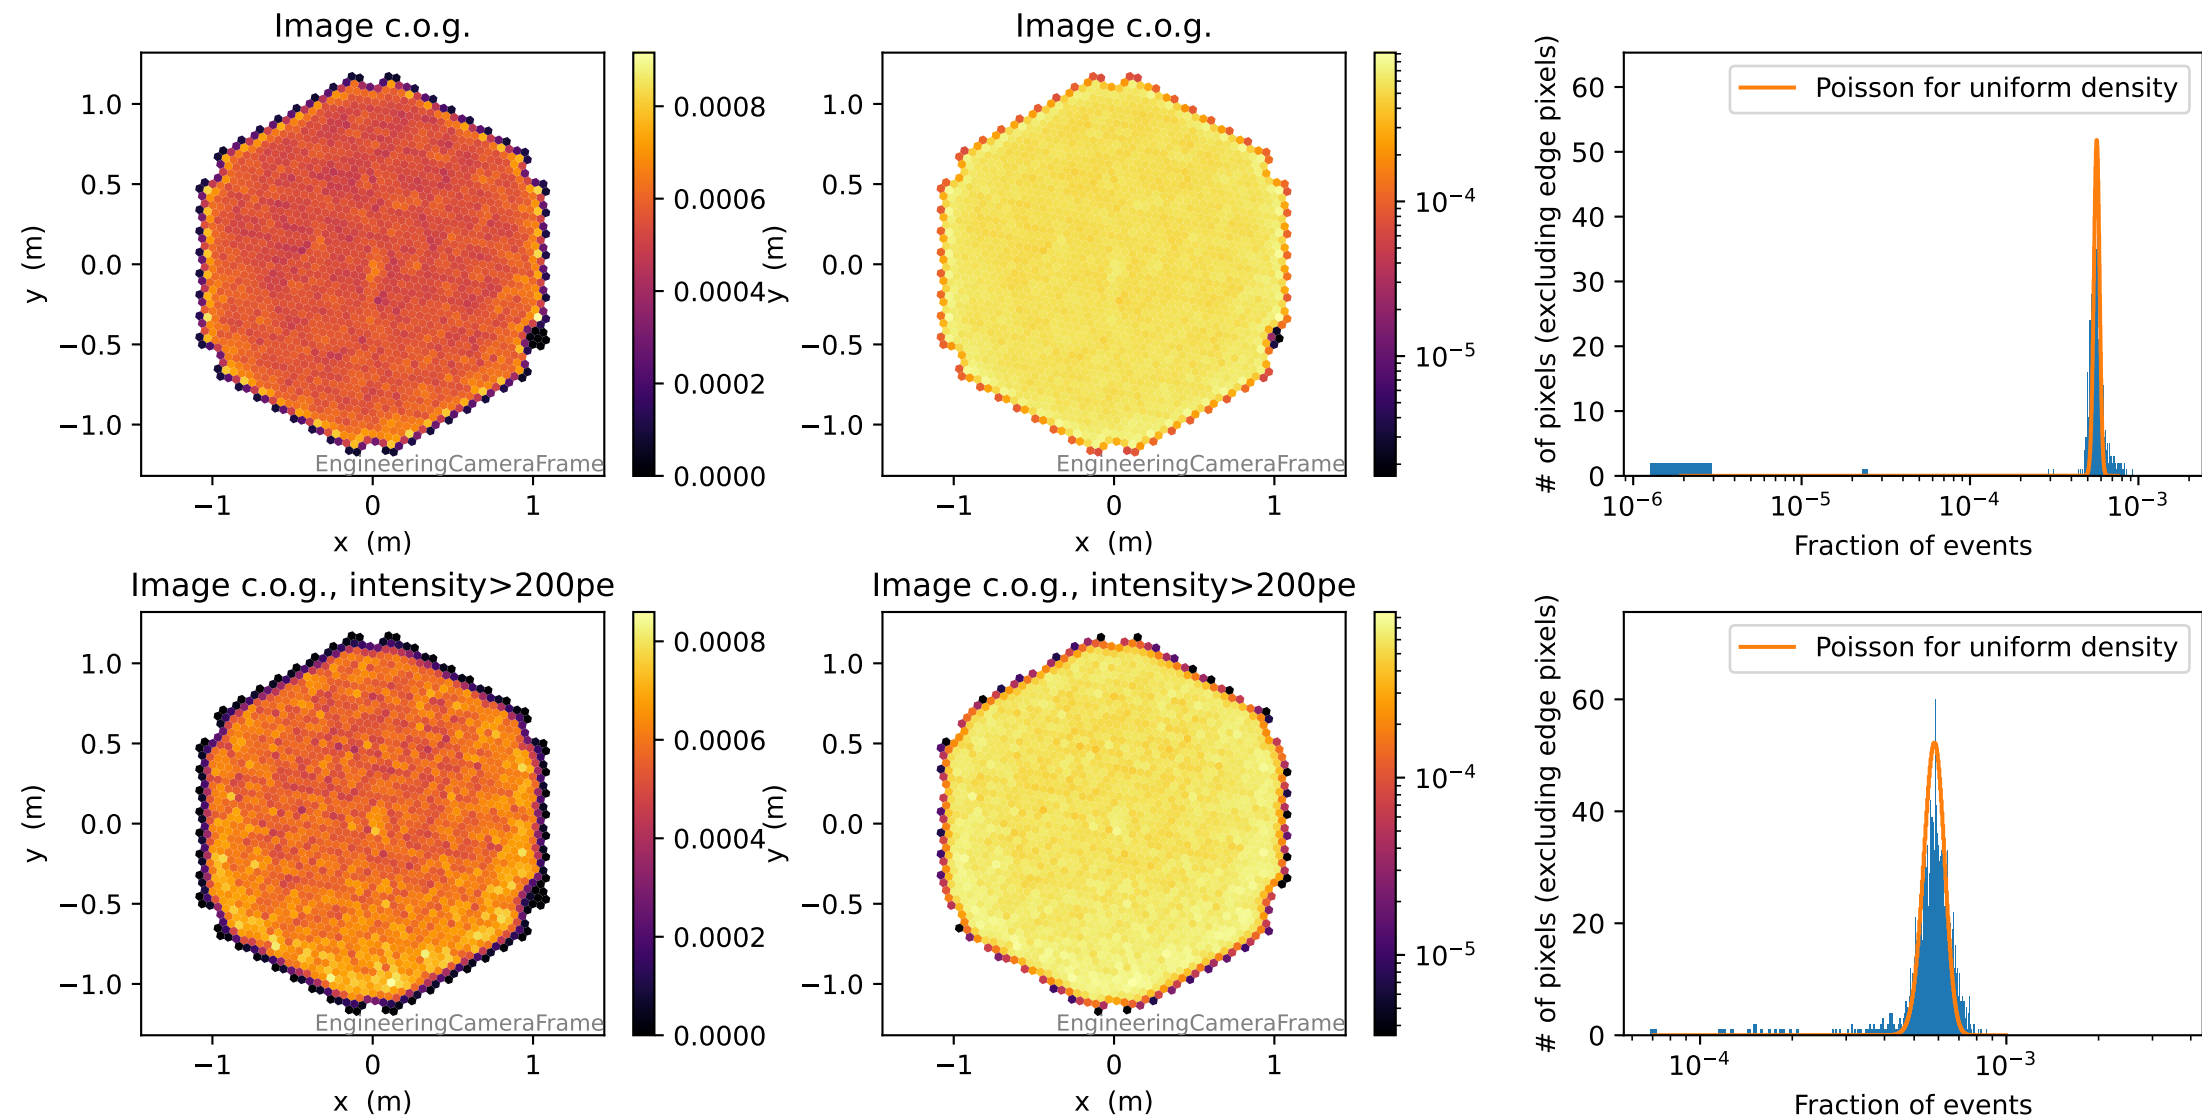 Image c.o.g.
y (m)
1.0
0.5
0.0
−0.5
−1.0
−1
0
1
x (m)
EngineeringCameraFrame
0.0008
0.0006
0.0004
0.0002
0.0000
Image c.o.g.
y (m)
1.0
0.5
0.0
−0.5
−1.0
−1
0
1
x (m)
EngineeringCameraFrame
10⁻⁴
10⁻⁵
# of pixels (excluding edge pixels)
60
50
40
30
20
10
0
Poisson for uniform density
10⁻⁶
10⁻⁵
10⁻⁴
10⁻³
Fraction of events
Image c.o.g., intensity>200pe
y (m)
1.0
0.5
0.0
−0.5
−1.0
−1
0
1
x (m)
EngineeringCameraFrame
0.0008
0.0006
0.0004
0.0002
0.0000
Image c.o.g., intensity>200pe
y (m)
1.0
0.5
0.0
−0.5
−1.0
−1
0
1
x (m)
EngineeringCameraFrame
10⁻⁴
10⁻⁵
# of pixels (excluding edge pixels)
60
40
20
0
Poisson for uniform density
10⁻⁴
10⁻³
Fraction of events